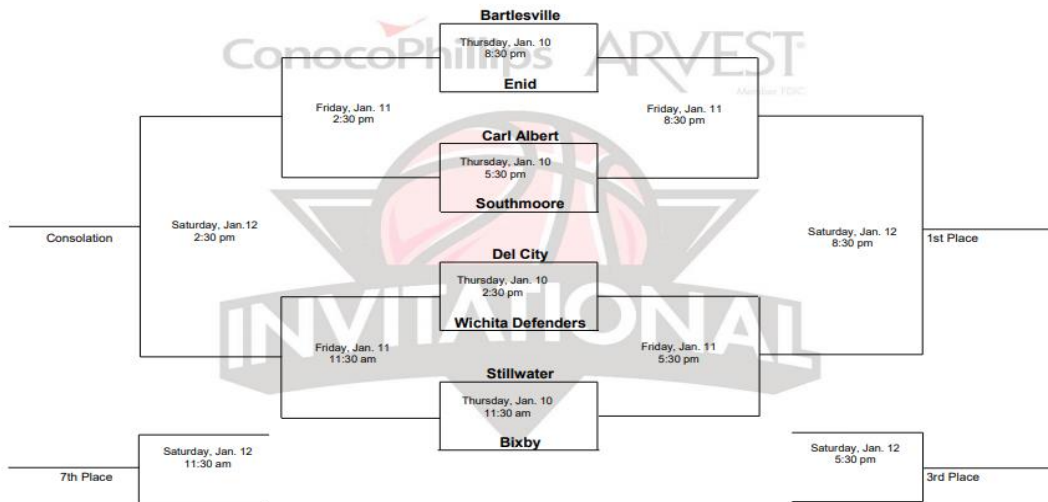 Bartlesville
ConocoPhillips ARVEST
Member FDIC
Thursday, Jan. 10
8:30 pm
Enid
Friday, Jan. 11
2:30 pm
Friday, Jan. 11
8:30 pm
Carl Albert
Thursday, Jan. 10
5:30 pm
Southmoore
Saturday, Jan.12
2:30 pm
Consolation
Saturday, Jan. 12
8:30 pm
1st Place
Del City
Thursday, Jan. 10
2:30 pm
INVITATIONAL
Wichita Defenders
Friday, Jan. 11
11:30 am
Friday, Jan. 11
5:30 pm
Stillwater
Thursday, Jan. 10
11:30 am
Bixby
Saturday, Jan. 12
11:30 am
7th Place
Saturday, Jan. 12
5:30 pm
3rd Place